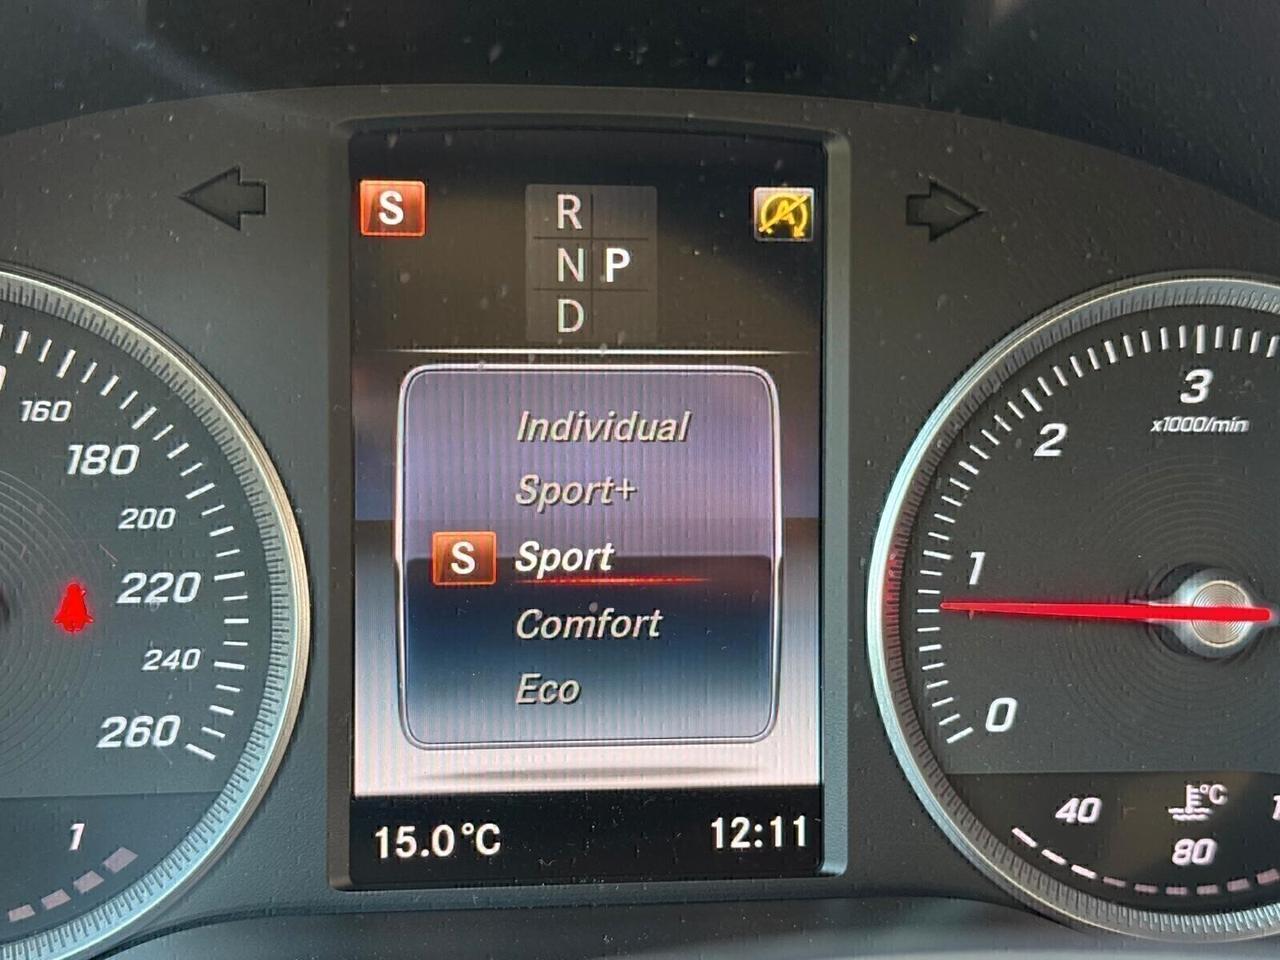 S
R
N P
D
Individual
Sport+
S Sport
Comfort
Eco
15.0°C
12:11
160
180
200
220
240
260
1
3
x1000/min
2
1
0
40
°C
80